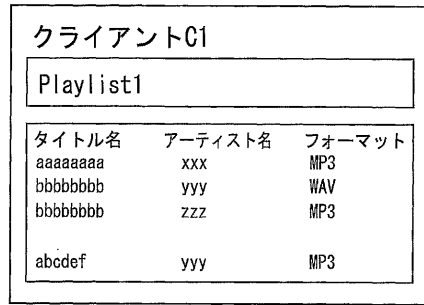 クライアントC1
Playlist1
タイトル名 アーティスト名 フォーマット
aaaaaaaa xxx MP3
bbbbbbbb yyy WAV
bbbbbbbb zzz MP3
abcdef yyy MP3